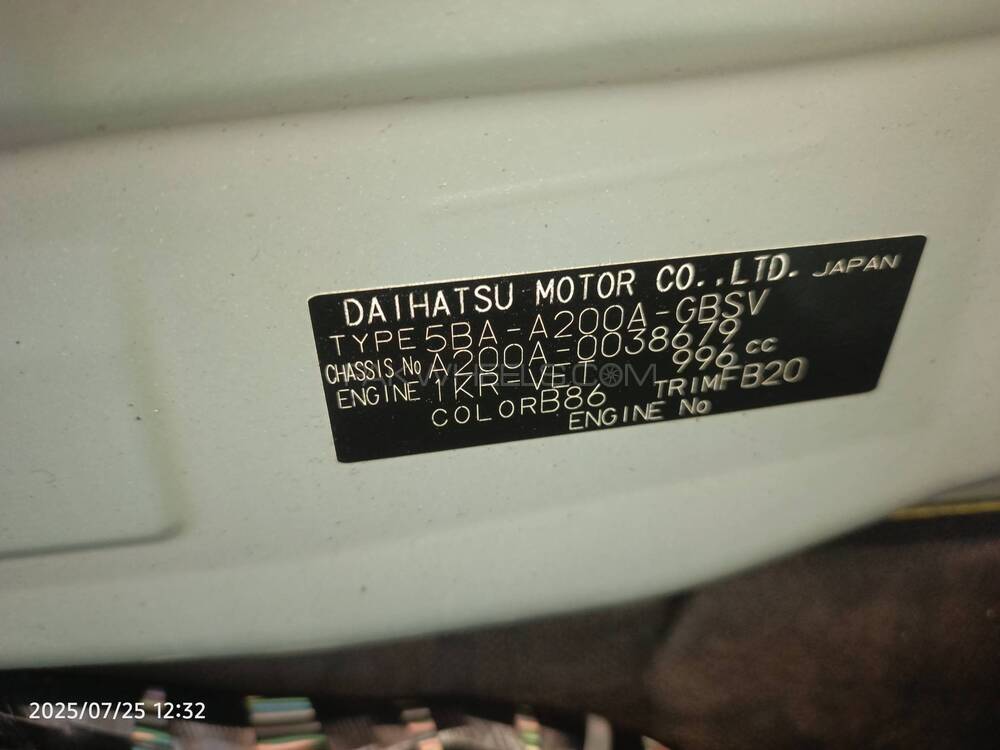 DAIHATSU MOTOR CO.,LTD. JAPAN
TYPE 5BA-A200A-GBSV
CHASSIS No A200A-0038679
ENGINE 1KR-VET 996 cc
COLOR B86 TRIM FB20
ENGINE No
2025/07/25 12:32